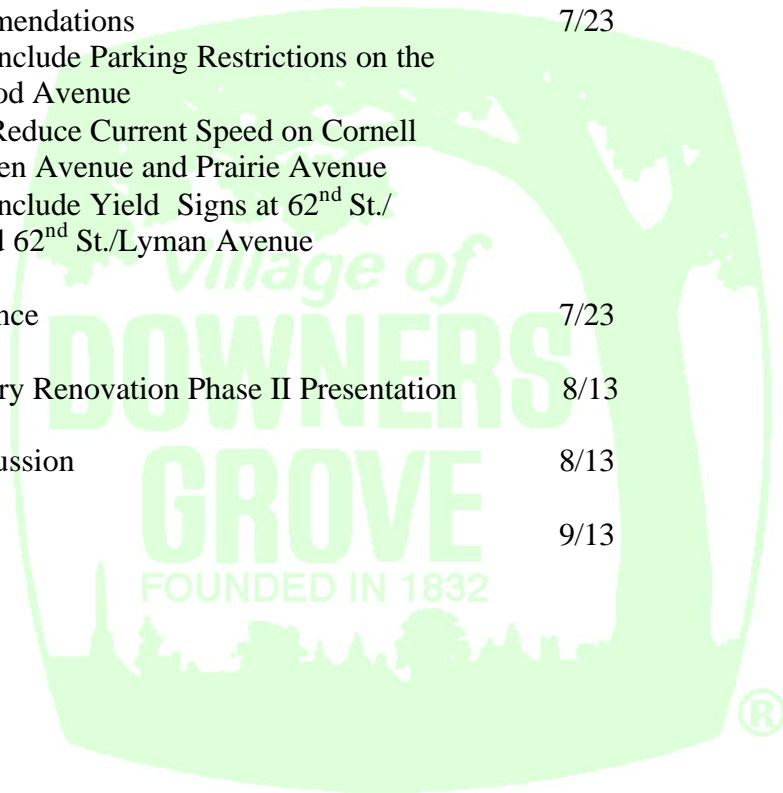 mendations 7/23
nclude Parking Restrictions on the
od Avenue
Reduce Current Speed on Cornell
en Avenue and Prairie Avenue
nclude Yield Signs at 62nd St./
d 62nd St./Lyman Avenue
nce 7/23
ry Renovation Phase II Presentation 8/13
ussion 8/13
9/13
Village of
DOWNERS
GROVE
FOUNDED IN 1832
®